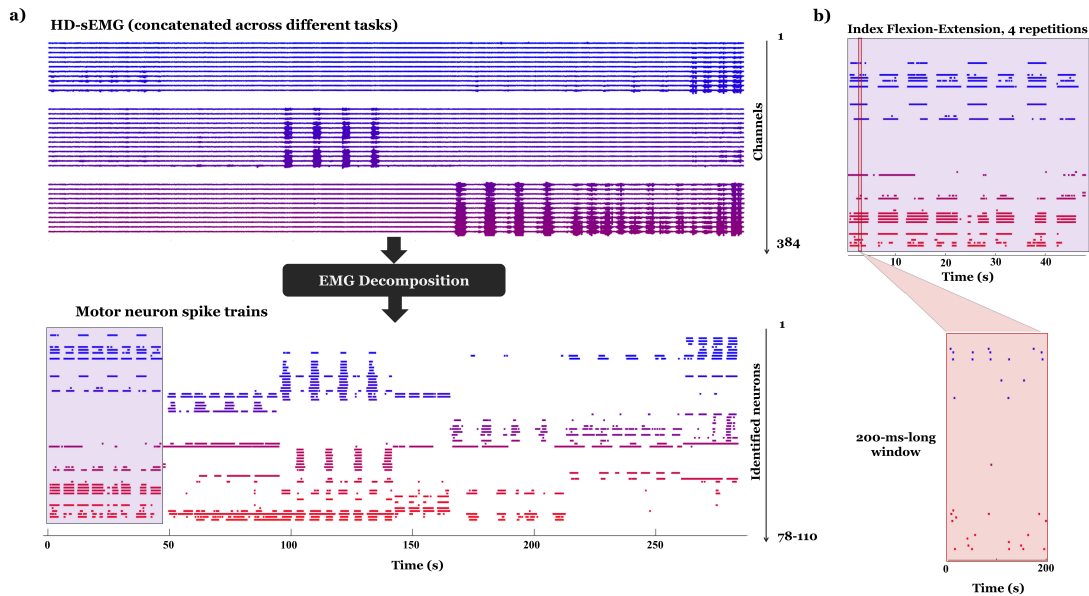 a)
HD-sEMG (concatenated across different tasks)
1
Channels
384
EMG Decomposition
Motor neuron spike trains
1
Identified neurons
78-110
0 50 100 150 200 250
Time (s)
b)
Index Flexion-Extension, 4 repetitions
10 20 30 40
Time (s)
200-ms-long
window
0 200
Time (s)